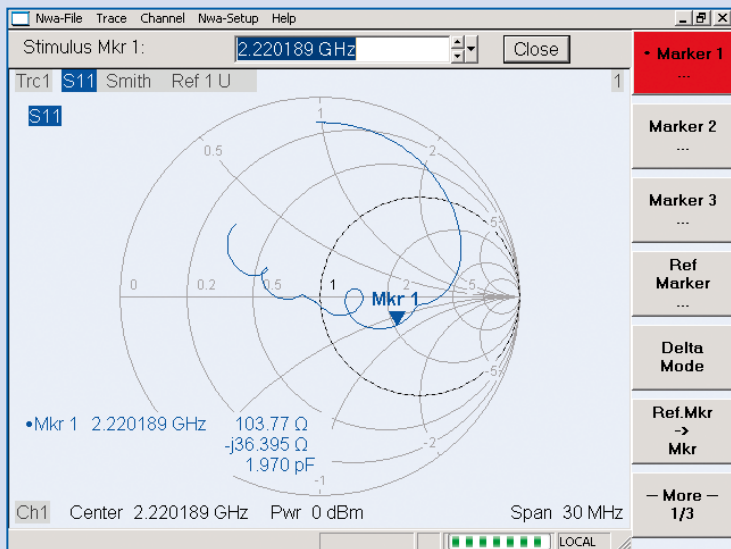 Nwa-File Trace Channel Nwa-Setup Help
Stimulus Mkr 1: 2.220189 GHz Close
Trc1 S11 Smith Ref 1 U 1
S11
1
0.5 2
5
0 0.2 0.5 1 2 5
Mkr 1
-5
•Mkr 1 2.220189 GHz 103.77 Ω
-j36.395 Ω
1.970 pF
-2
-1
Ch1 Center 2.220189 GHz Pwr 0 dBm Span 30 MHz
LOCAL
• Marker 1
...
Marker 2
...
Marker 3
...
Ref
Marker
...
Delta
Mode
Ref.Mkr
->
Mkr
— More —
1/3